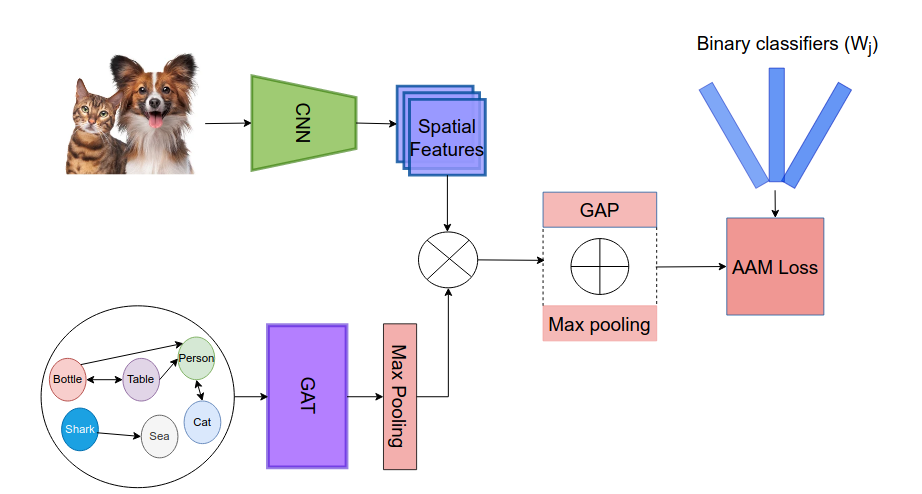 Binary classifiers (Wj)
CNN
Spatial
Features
GAP
AAM Loss
Max pooling
Person
Bottle
Table
Cat
Shark
Sea
GAT
Max Pooling